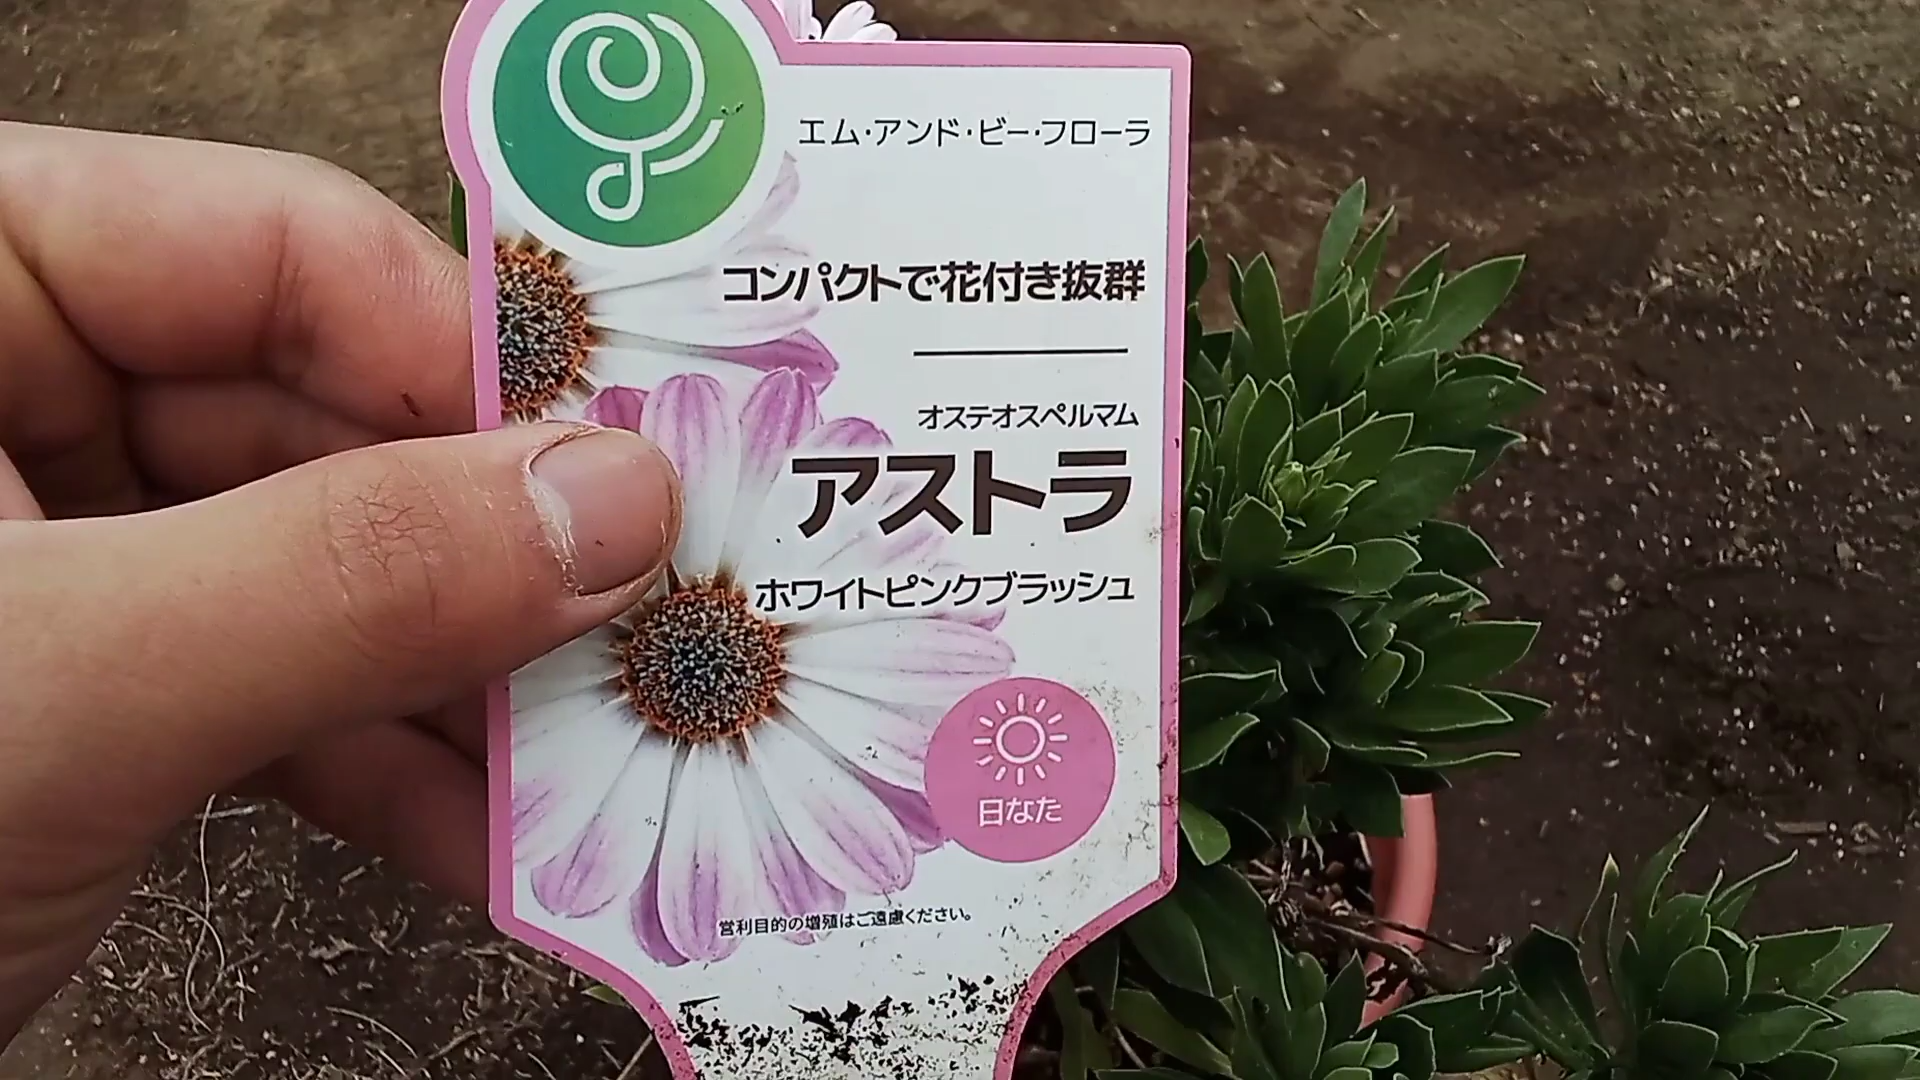 エム・アンド・ビー・フローラ
コンパクトで花付き抜群
オステオスペルマム
アストラ
ホワイトピンクブラッシュ
日なた
営利目的の増殖はご遠慮ください。